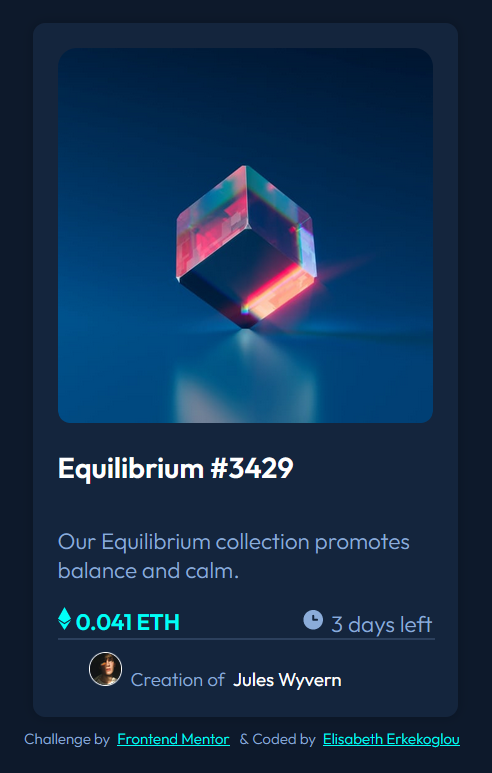 Equilibrium #3429
Our Equilibrium collection promotes
balance and calm.
0.041 ETH 3 days left
Creation of Jules Wyvern
Challenge by Frontend Mentor & Coded by Elisabeth Erkekoglou